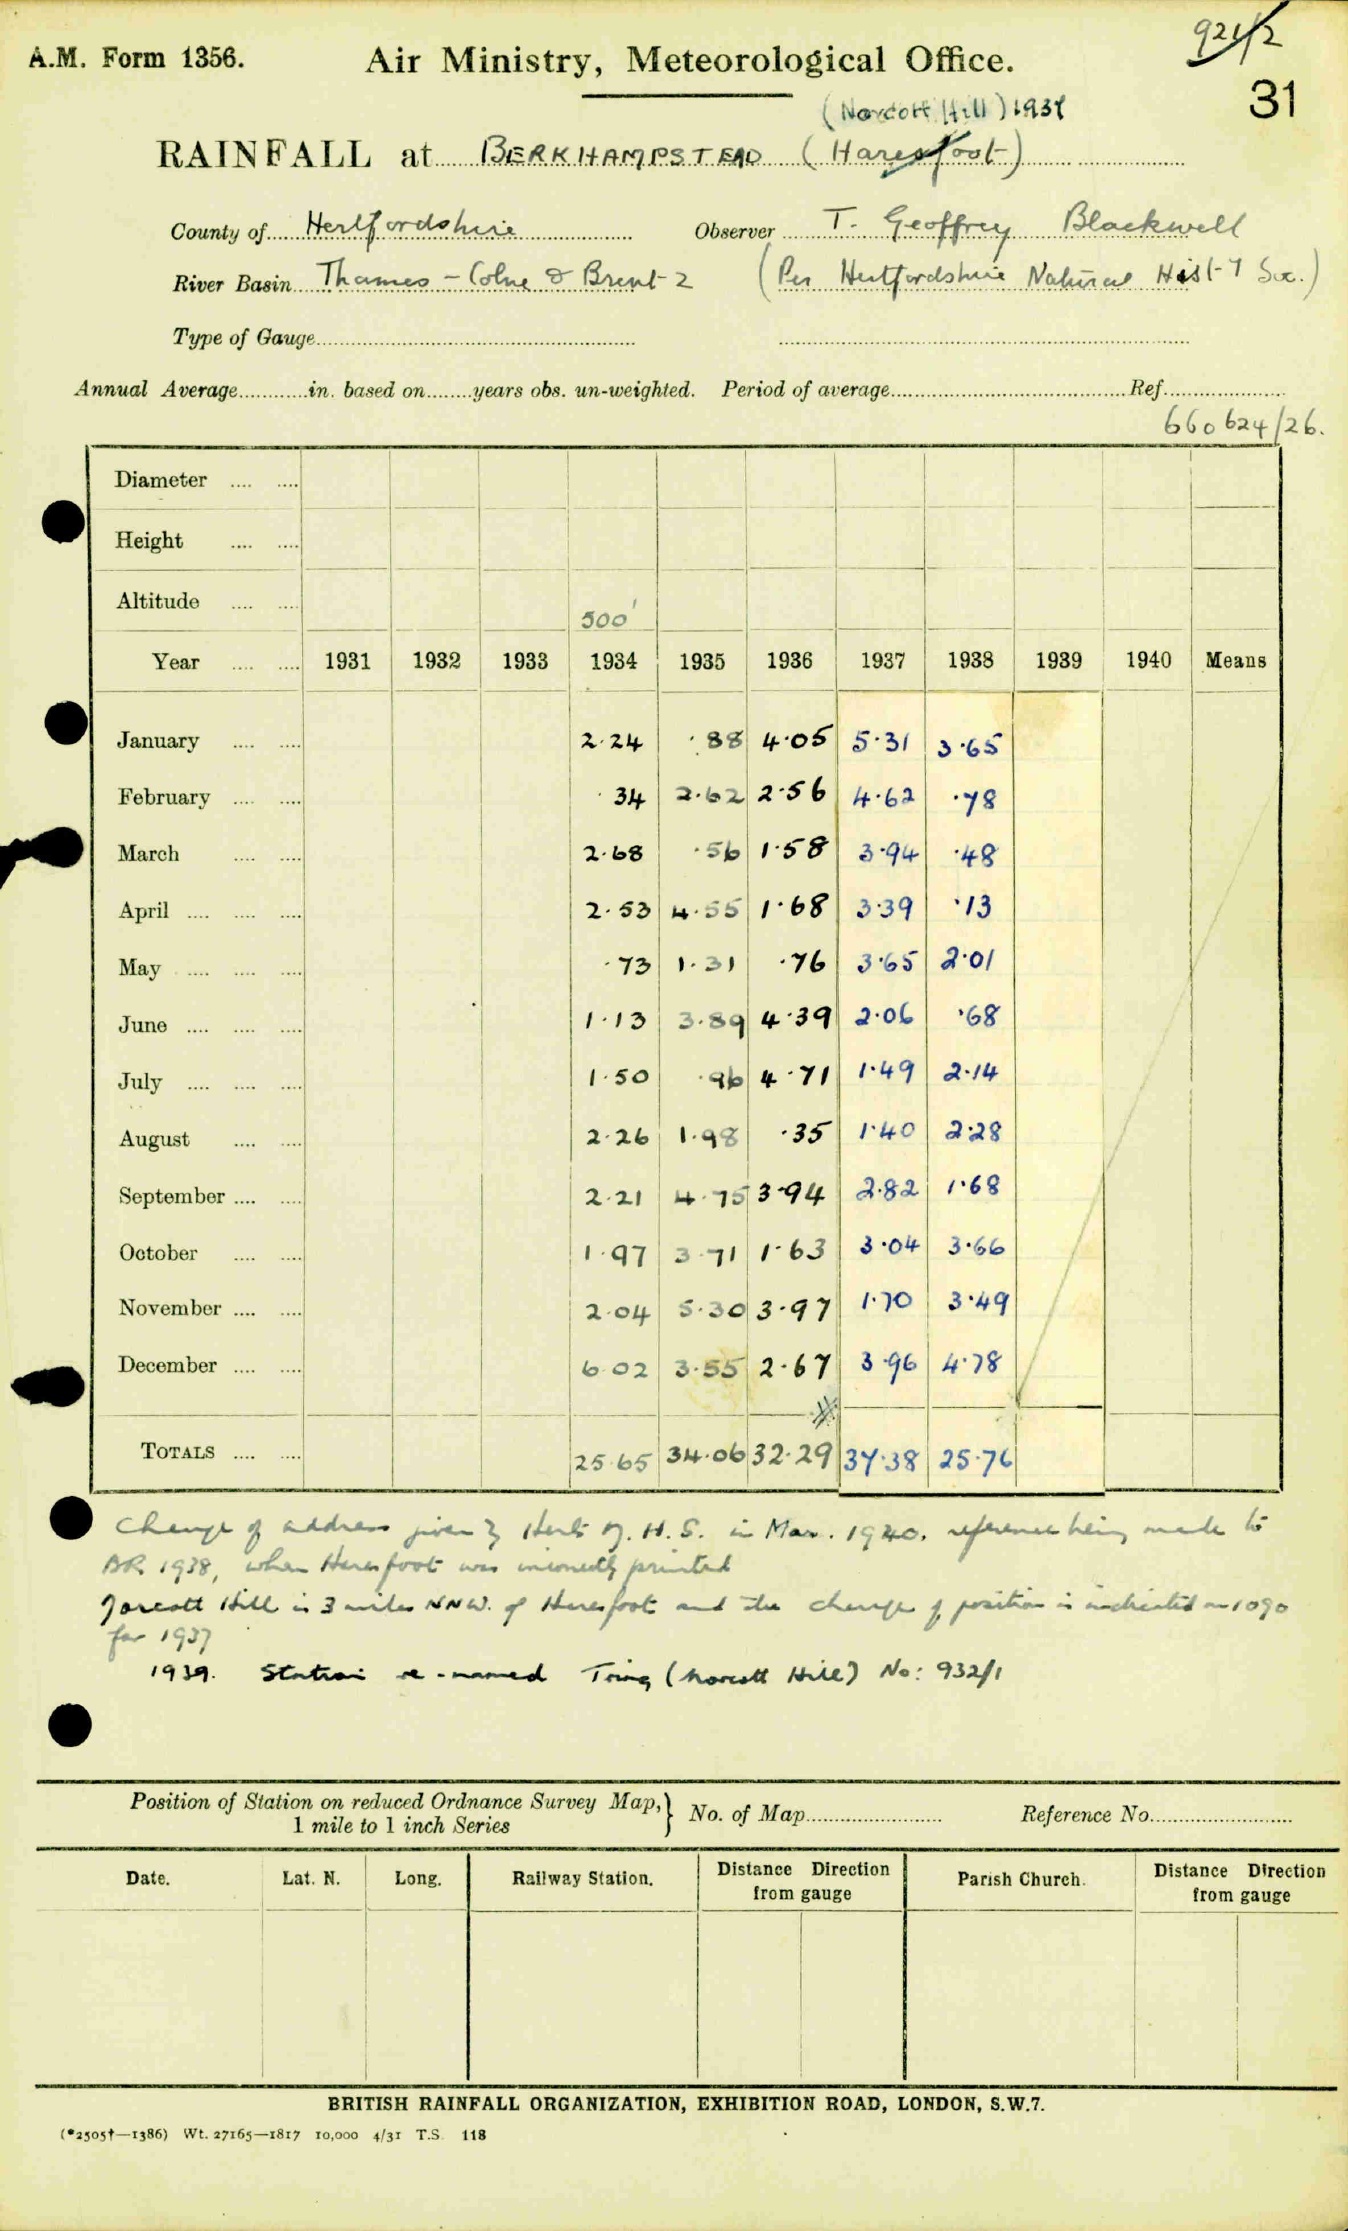 921/2
A.M. Form 1356. Air Ministry, Meteorological Office.
31
(Norcott Hill) 1937
RAINFALL at BERKHAMPSTEAD (Haresfoot)
County of Hertfordshire Observer T. Geoffrey Blackwell
River Basin Thames - Colne & Brent 2 (Per Hertfordshire Natural Hist-y Soc.)
Type of Gauge
Annual Average in. based on years obs. un-weighted. Period of average Ref
660624/26.
Diameter
Height
Altitude 500'
Year 1931 1932 1933 1934 1935 1936 1937 1938 1939 1940 Means
January 2.24 .88 4.05 5.31 3.65
February .34 2.62 2.56 4.62 .78
March 2.68 .56 1.58 3.94 .48
April 2.53 4.55 1.68 3.39 .13
May .73 1.31 .76 3.65 2.01
June 1.13 3.89 4.39 2.06 .68
July 1.50 .96 4.71 1.49 2.14
August 2.26 1.98 .35 1.40 2.28
September 2.21 4.75 3.94 2.82 1.68
October 1.97 3.71 1.63 3.04 3.66
November 2.04 5.30 3.97 1.70 3.49
December 6.02 3.55 2.67 3.96 4.78
TOTALS 25.65 34.06 32.29 37.38 25.76
Change of address given by Herts N. H. S. in Mar. 1940. reference being made to
BR 1938, when Haresfoot was incorrectly printed
Norcott Hill is 3 miles NNW. of Haresfoot and the change of position is indicated on 1090
for 1937
1939. Station re-named Tring (Norcott Hill) No: 932/1
Position of Station on reduced Ordnance Survey Map,} No. of Map Reference No.
1 mile to 1 inch Series
Date. Lat. N. Long. Railway Station. Distance Direction from gauge Parish Church. Distance Direction from gauge
BRITISH RAINFALL ORGANIZATION, EXHIBITION ROAD, LONDON, S.W.7.
(*2505†—1386) Wt. 27165—1817 10,000 4/31 T.S. 118